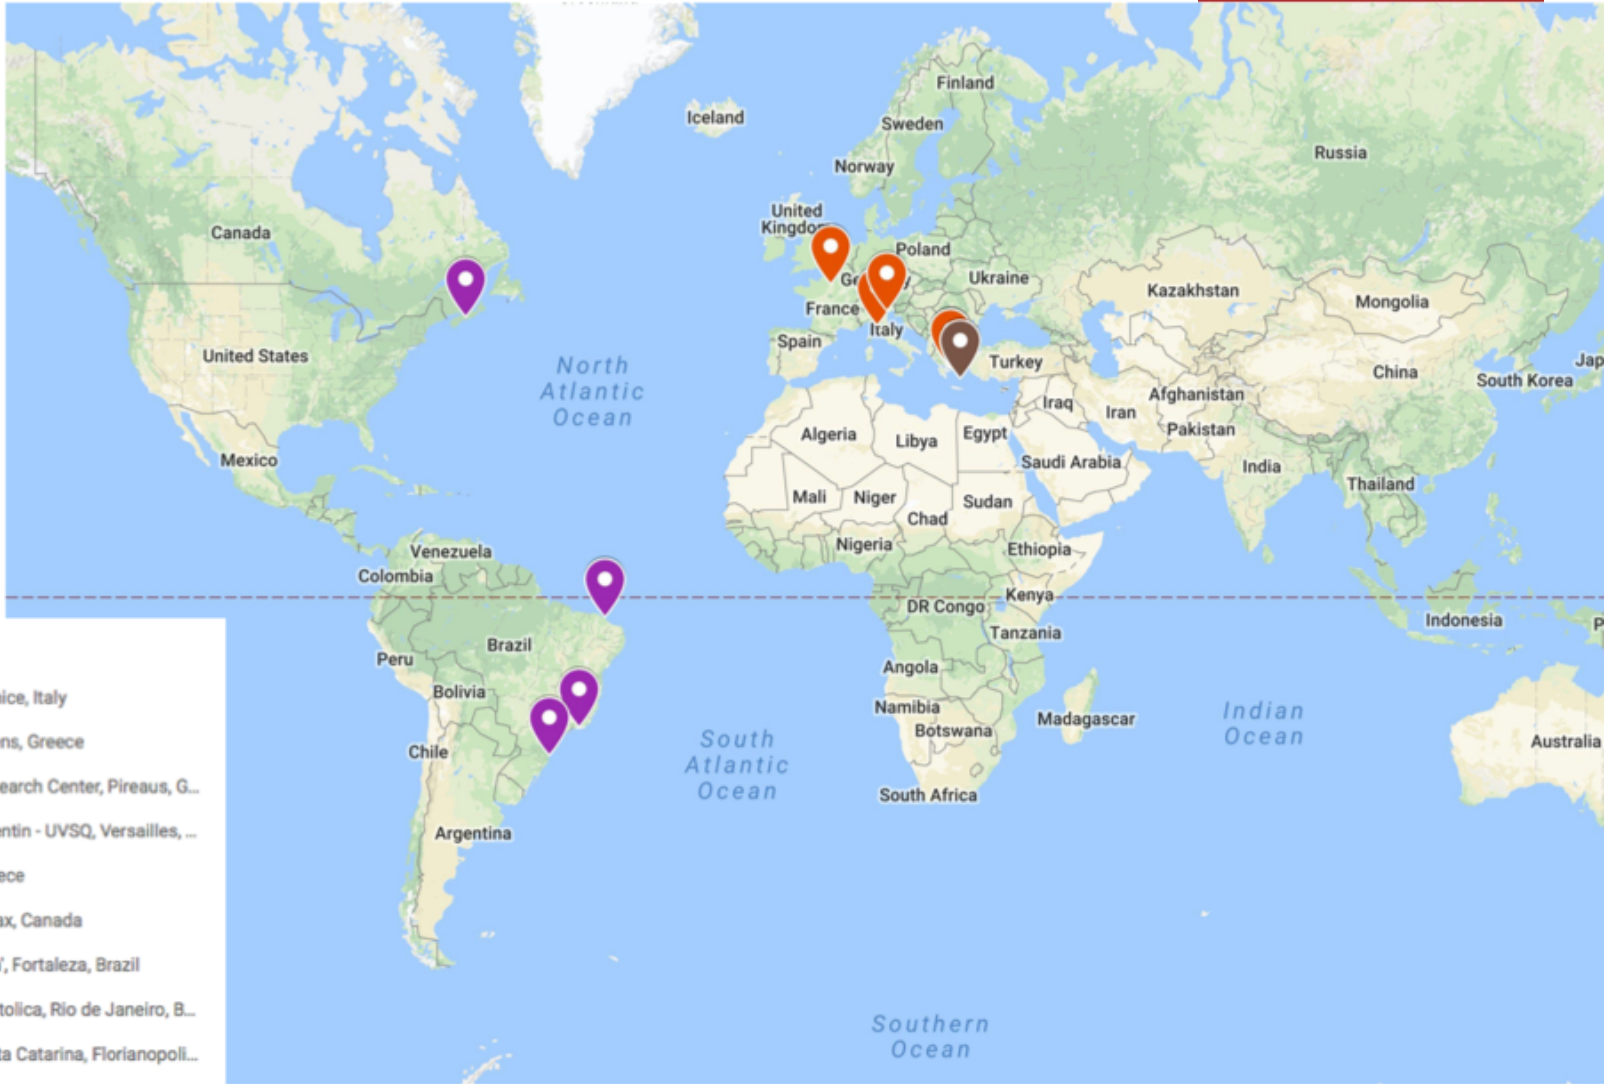 Finland
Iceland
Sweden
Russia
Norway
United
Kingdom
Canada
Poland
Ukraine
Kazakhstan
Mongolia
France
Italy
Spain
United States
Turkey
North
Atlantic
Ocean
China
South Korea
Jap
Afghanistan
Iraq
Iran
Pakistan
Algeria
Libya
Egypt
Mexico
Saudi Arabia
India
Thailand
Mali
Niger
Sudan
Chad
Nigeria
Ethiopia
Venezuela
Colombia
Kenya
DR Congo
Indonesia
Tanzania
P
Brazil
Peru
Angola
Bolivia
Namibia
Madagascar
Botswana
Indian
Ocean
South
Atlantic
Ocean
Chile
Australia
South Africa
Argentina
Southern
Ocean
ice, Italy
ns, Greece
earch Center, Pireaus, G...
entin - UVSQ, Versailles, ...
ece
ax, Canada
', Fortaleza, Brazil
tolica, Rio de Janeiro, B...
ta Catarina, Florianopoli...